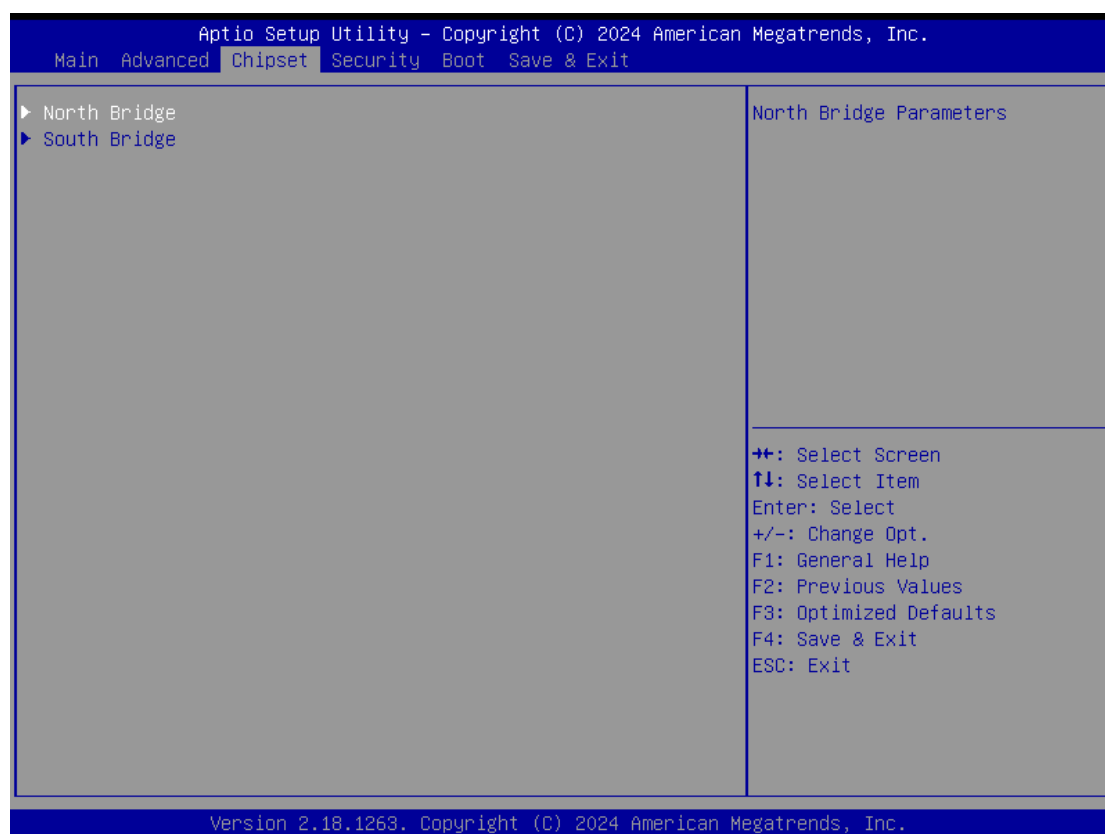 Aptio Setup Utility – Copyright (C) 2024 American Megatrends, Inc.
Main Advanced Chipset Security Boot Save & Exit
▶ North Bridge
▶ South Bridge
North Bridge Parameters
→←: Select Screen
↑↓: Select Item
Enter: Select
+/-: Change Opt.
F1: General Help
F2: Previous Values
F3: Optimized Defaults
F4: Save & Exit
ESC: Exit
Version 2.18.1263. Copyright (C) 2024 American Megatrends, Inc.